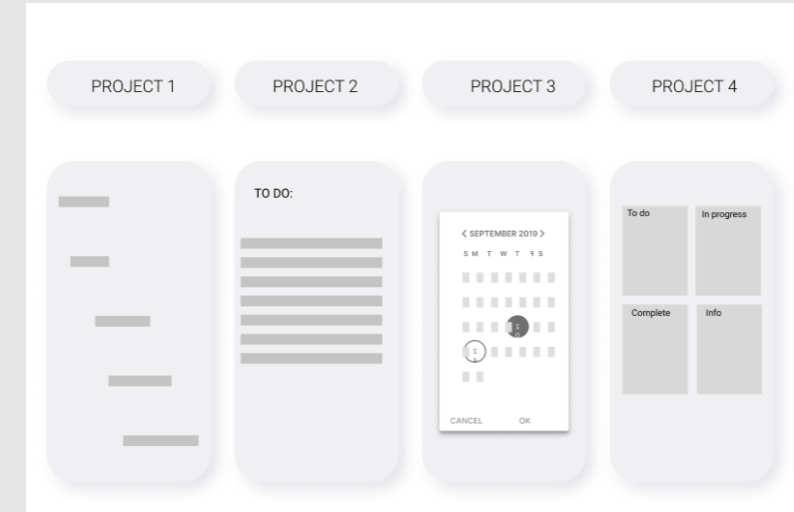 PROJECT 1
PROJECT 2
PROJECT 3
PROJECT 4
TO DO:
SEPTEMBER 2019
S M T W T S
CANCEL OK
To do
In progress
Complete
Info